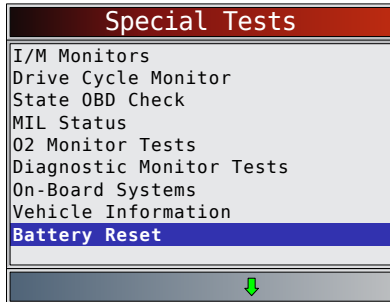 Special Tests
I/M Monitors
Drive Cycle Monitor
State OBD Check
MIL Status
O2 Monitor Tests
Diagnostic Monitor Tests
On-Board Systems
Vehicle Information
Battery Reset